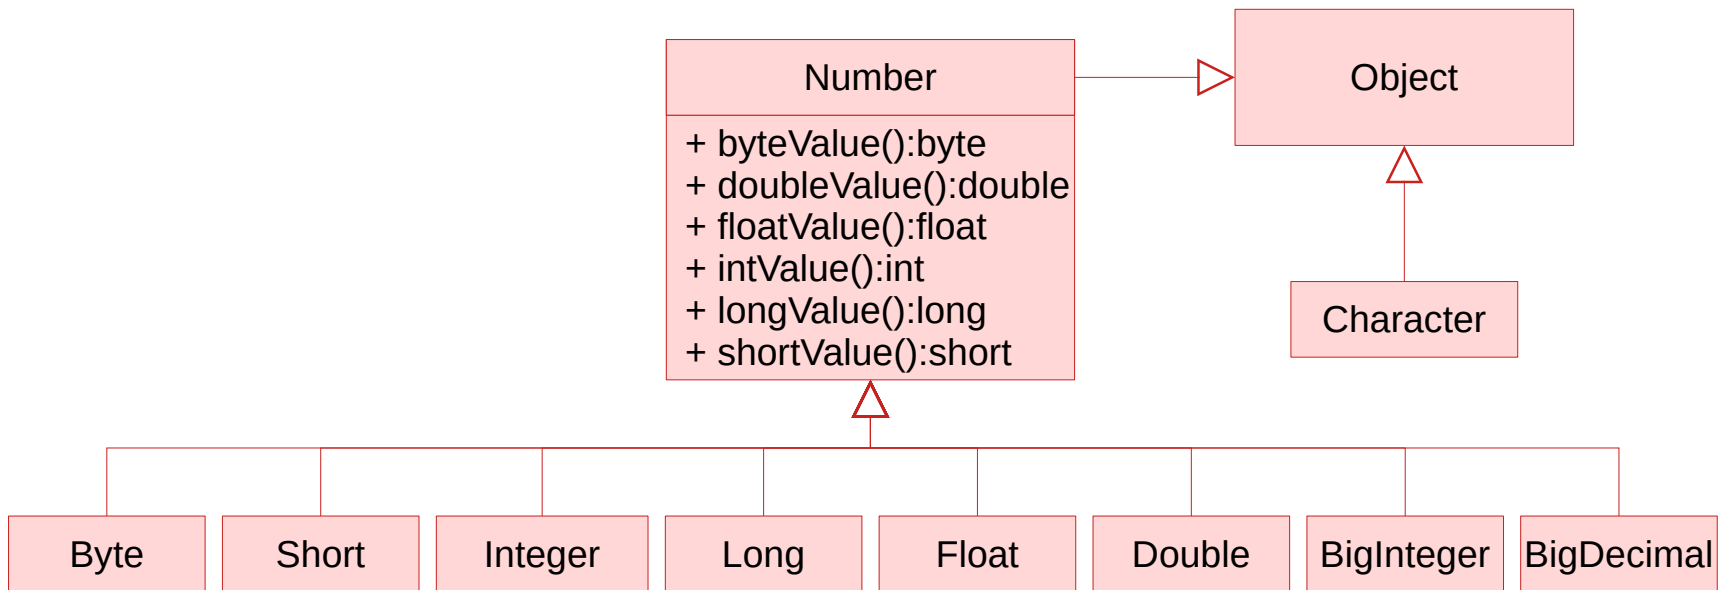 Number
Object
+ byteValue():byte
+ doubleValue():double
+ floatValue():float
+ intValue():int
+ longValue():long
+ shortValue():short
Character
Byte
Short
Integer
Long
Float
Double
BigInteger
BigDecimal